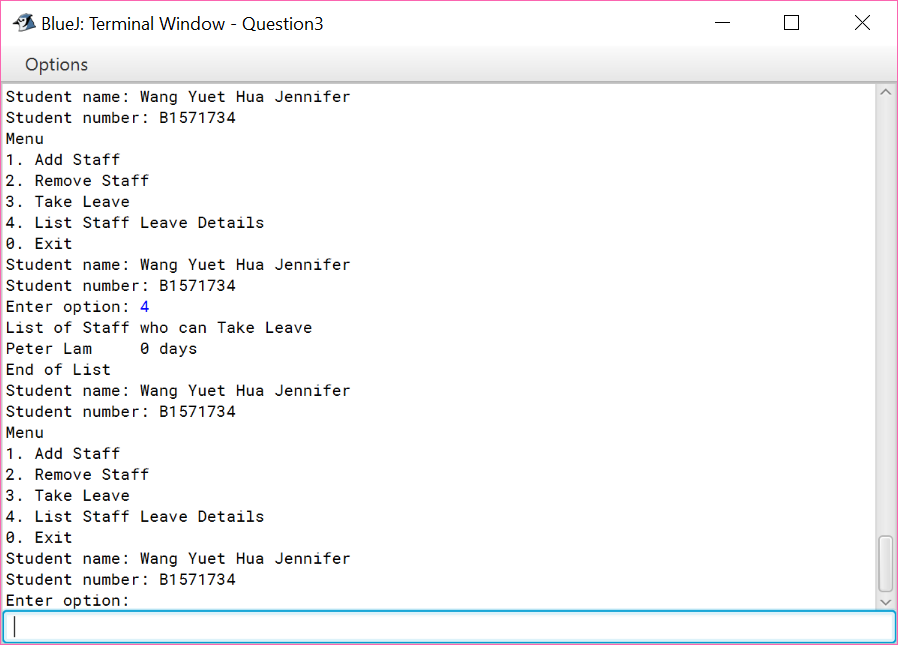 BlueJ: Terminal Window - Question3
Options
Student name: Wang Yuet Hua Jennifer
Student number: B1571734
Menu
1. Add Staff
2. Remove Staff
3. Take Leave
4. List Staff Leave Details
0. Exit
Student name: Wang Yuet Hua Jennifer
Student number: B1571734
Enter option: 4
List of Staff who can Take Leave
Peter Lam     0 days
End of List
Student name: Wang Yuet Hua Jennifer
Student number: B1571734
Menu
1. Add Staff
2. Remove Staff
3. Take Leave
4. List Staff Leave Details
0. Exit
Student name: Wang Yuet Hua Jennifer
Student number: B1571734
Enter option: